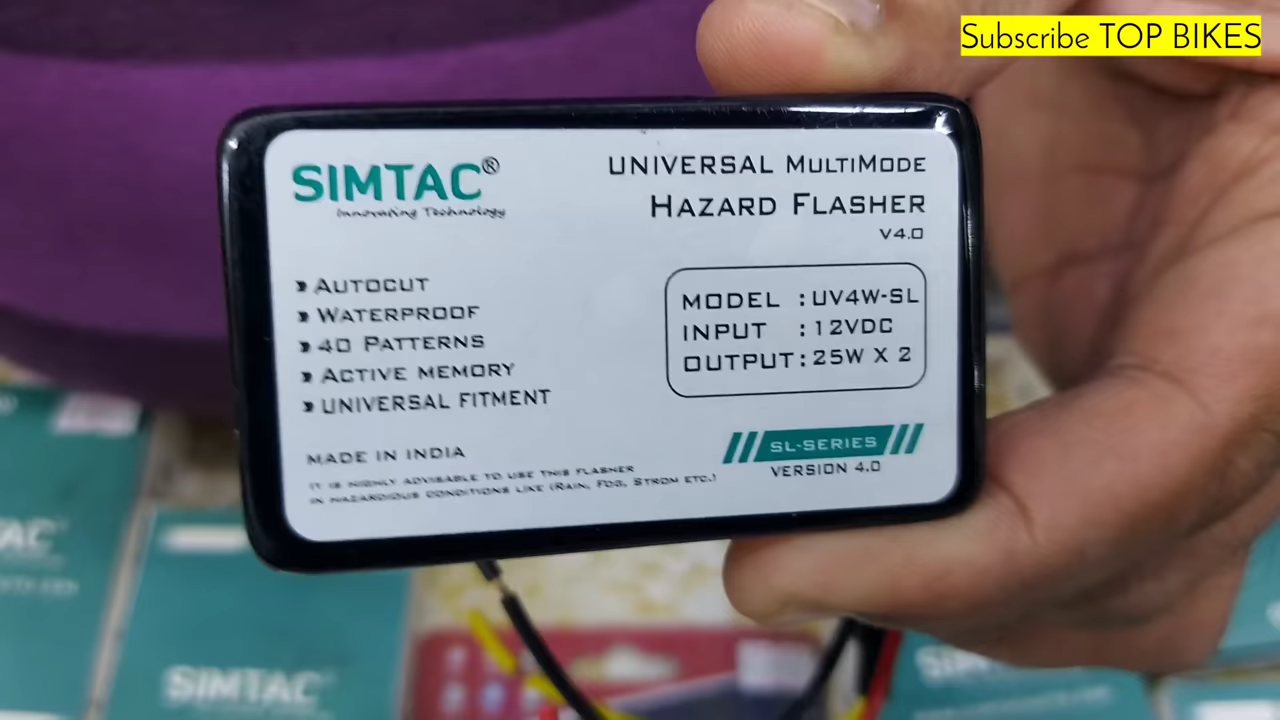 Subscribe TOP BIKES
SIMTAC®
Innovating Technology
UNIVERSAL MULTIMODE
HAZARD FLASHER
V4.0
AUTOCUT
WATERPROOF
40 PATTERNS
ACTIVE MEMORY
UNIVERSAL FITMENT
MODEL : UV4W-SL
INPUT : 12VDC
OUTPUT : 25W X 2
MADE IN INDIA
IT IS HIGHLY ADVISABLE TO USE THIS FLASHER
IN HAZARDIOUS CONDITIONS LIKE (RAIN, FOG, STROM ETC.)
SL-SERIES
VERSION 4.0
SIMTAC